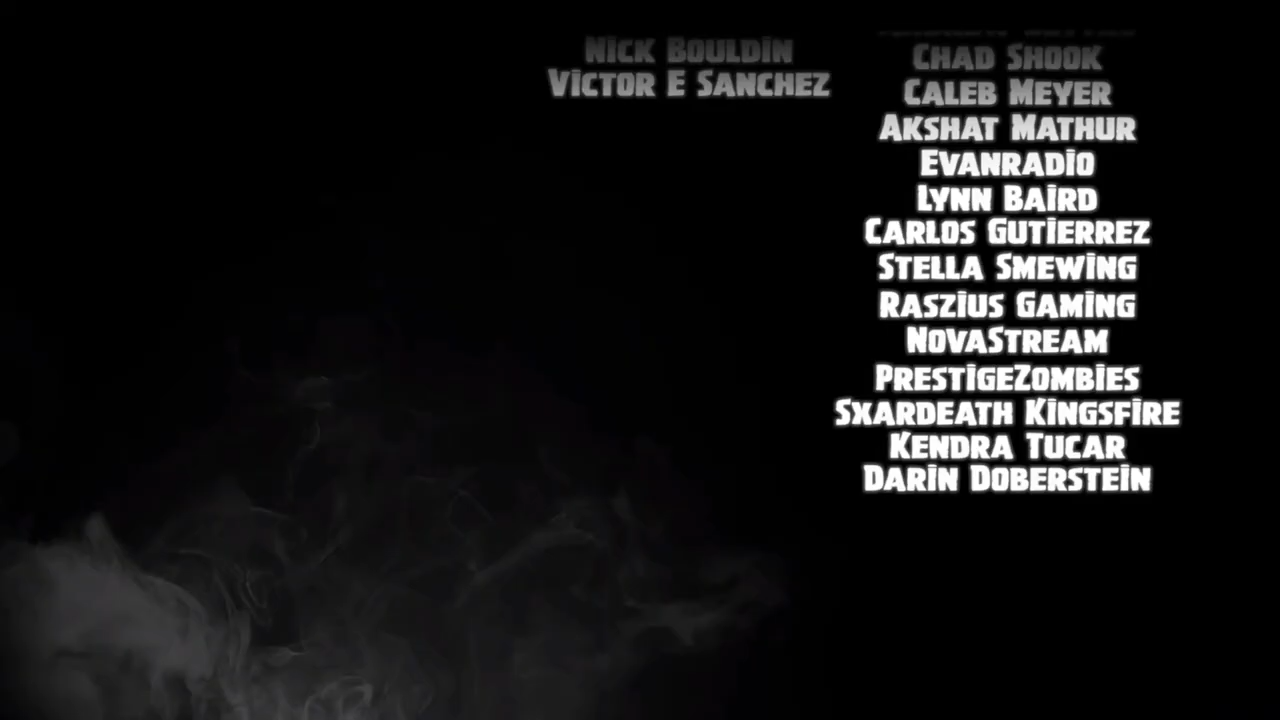 Nick Bouldin
Victor E Sanchez
Chad Shook
Caleb Meyer
Akshat Mathur
Evanradio
Lynn Baird
Carlos Gutierrez
Stella Smewing
Raszius Gaming
NovaStream
PrestigeZombies
Sxardeath Kingsfire
Kendra Tucar
Darin Doberstein